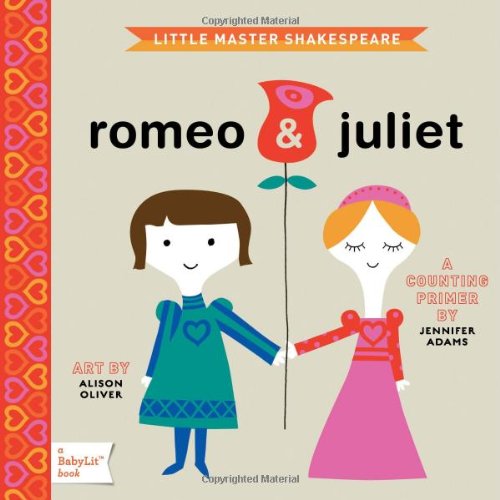 Copyrighted Material
LITTLE MASTER SHAKESPEARE
romeo & juliet
A
COUNTING
PRIMER
BY
JENNIFER
ADAMS
ART BY
ALISON
OLIVER
a
BabyLit™
book
Copyrighted Material